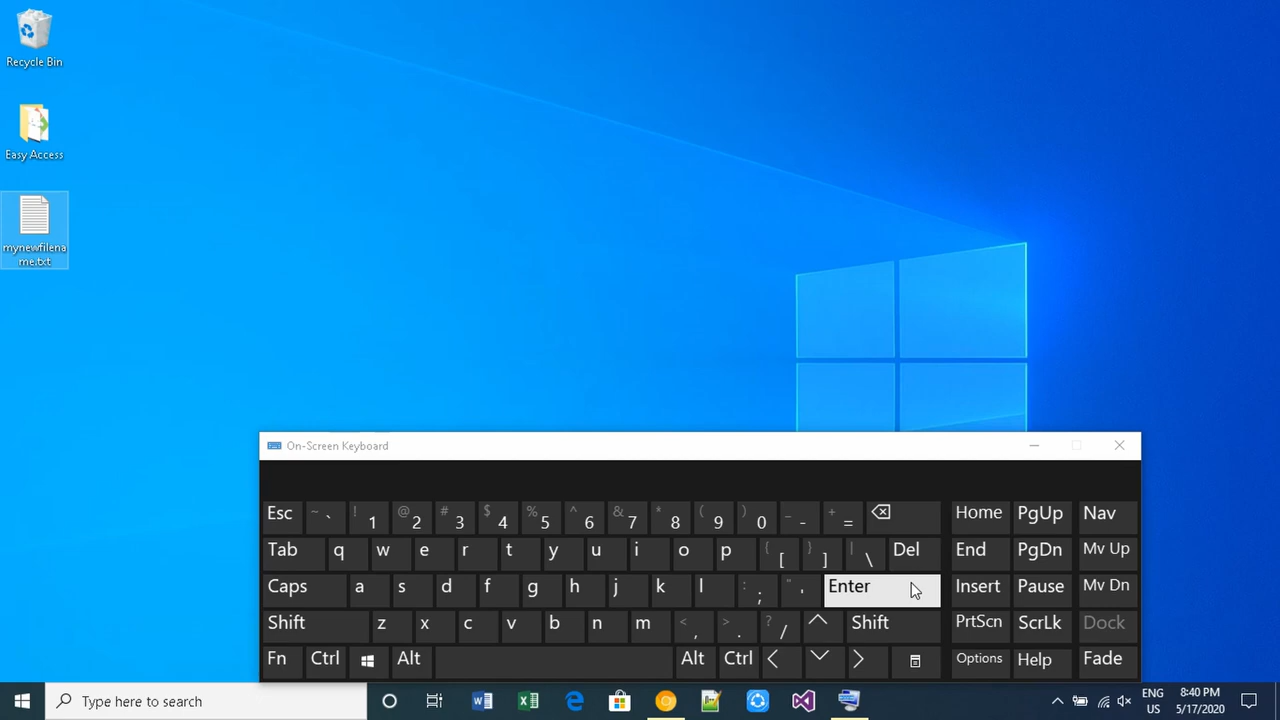 Recycle Bin
Easy Access
mynewfilena
me.txt
On-Screen Keyboard
Esc ~ ` ! 1 @ 2 # 3 $ 4 % 5 ^ 6 & 7 * 8 ( 9 ) 0 _ - + = Home PgUp Nav
Tab q w e r t y u i o p { [ } ] | \ Del End PgDn Mv Up
Caps a s d f g h j k l : ; " ' Enter Insert Pause Mv Dn
Shift z x c v b n m < , > . ? / Shift PrtScn ScrLk Dock
Fn Ctrl Alt Alt Ctrl Options Help Fade
Type here to search
ENG
US
8:40 PM
5/17/2020